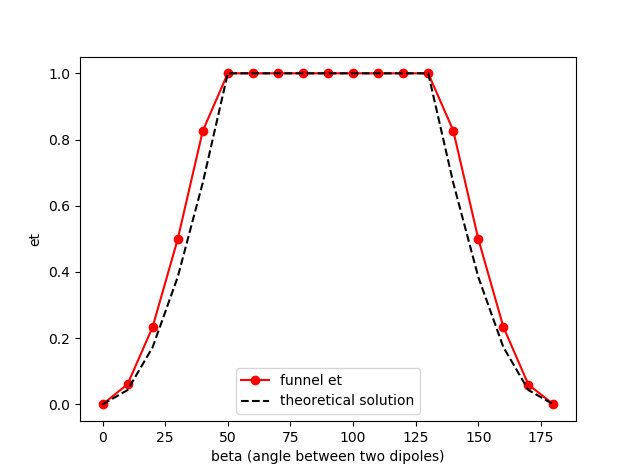 1.0
0.8
0.6
0.4
0.2
0.0
et
funnel et
theoretical solution
0 25 50 75 100 125 150 175
beta (angle between two dipoles)